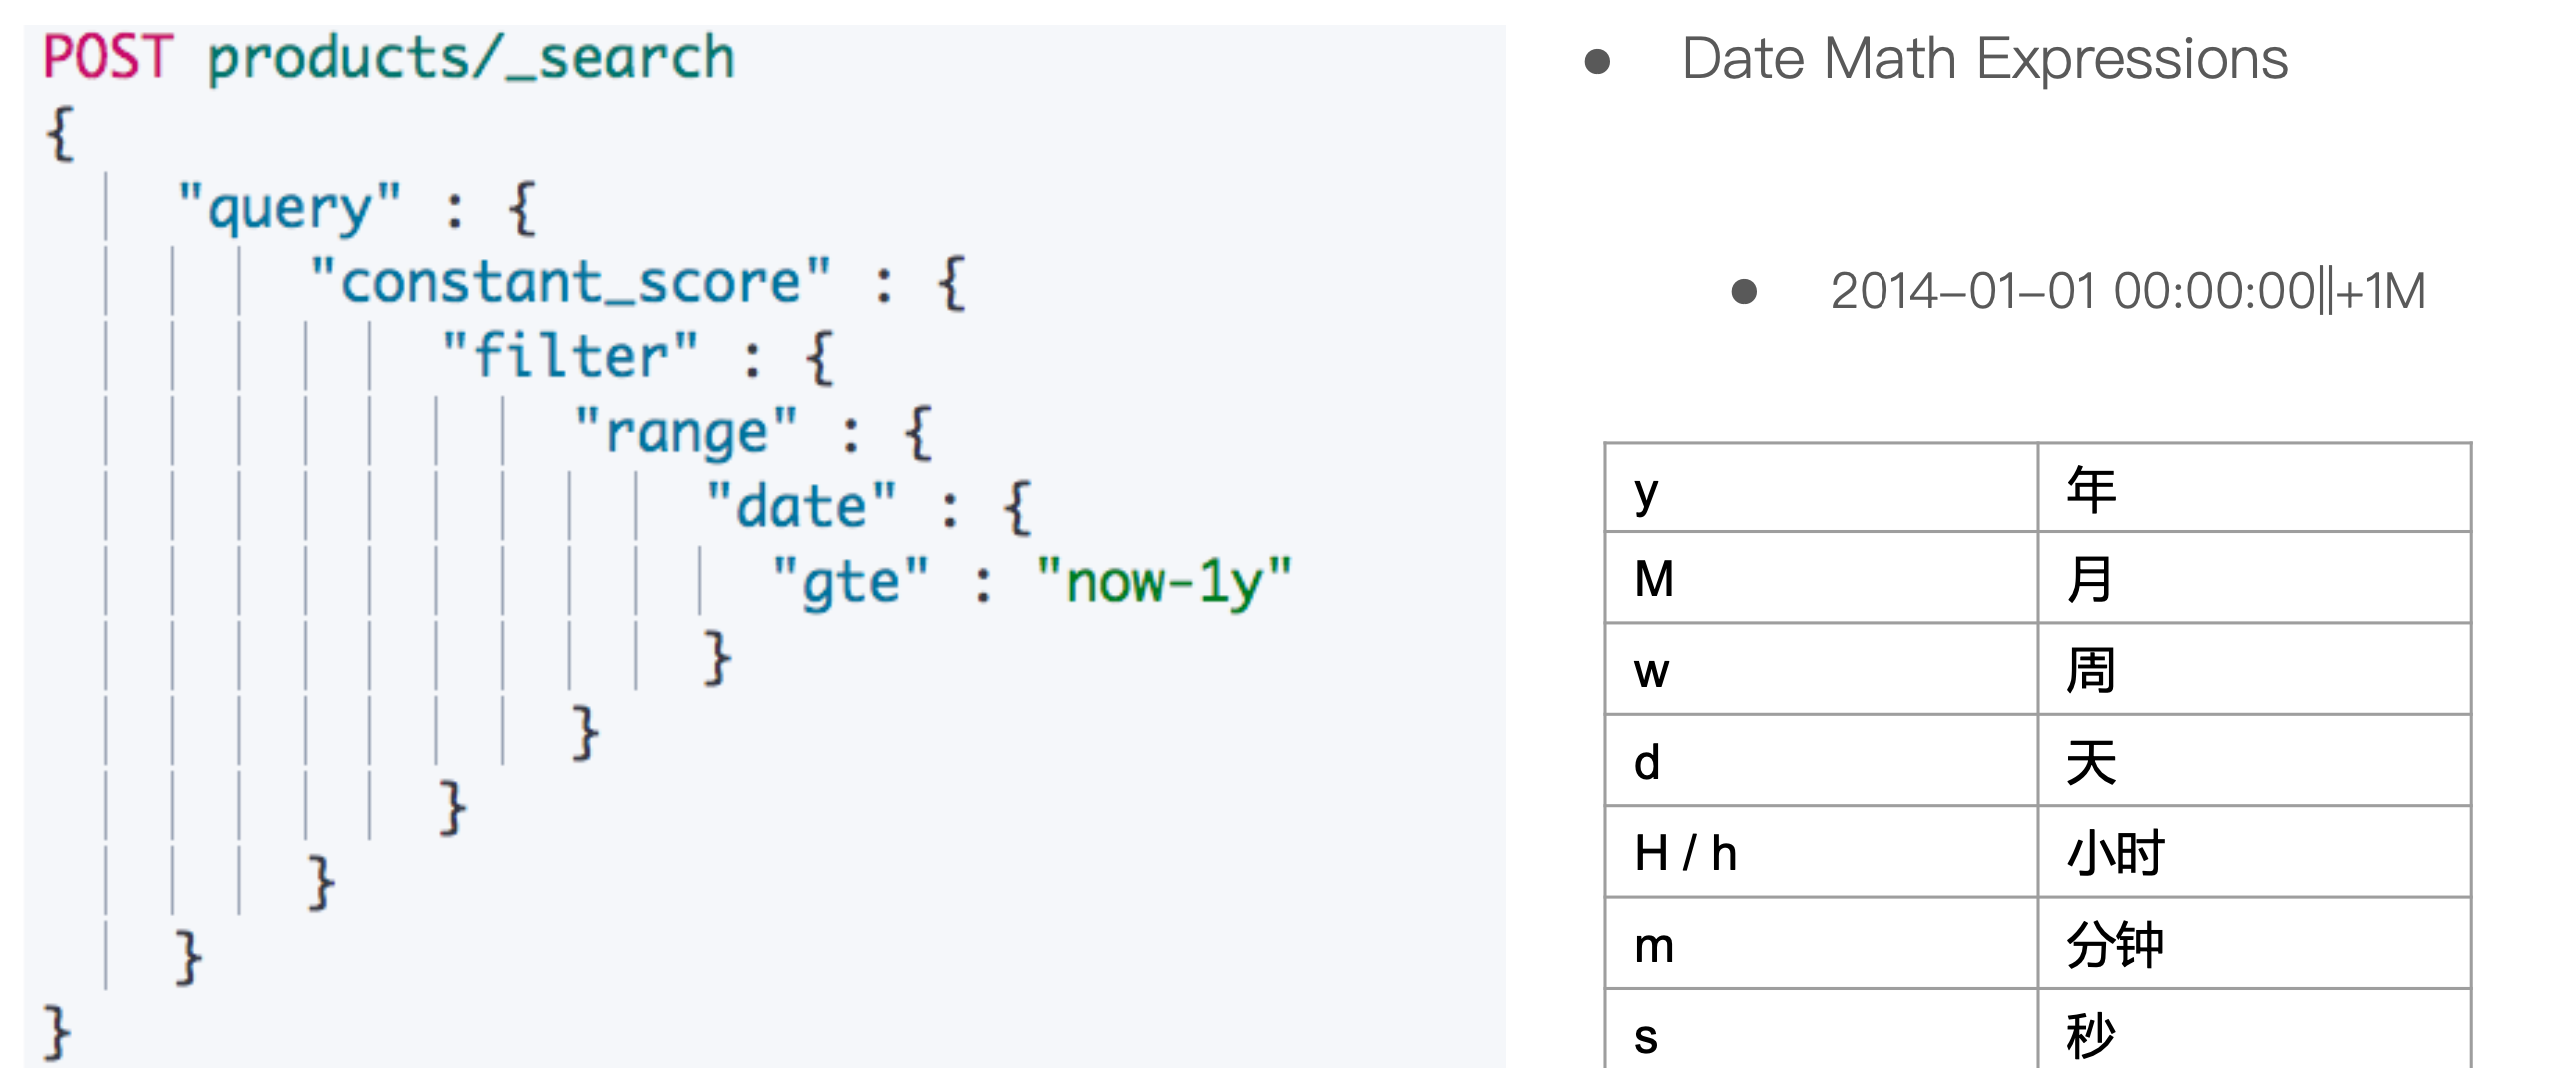 POST products/_search
{
"query" : {
"constant_score" : {
"filter" : {
"range" : {
"date" : {
"gte" : "now-1y"
}
}
}
}
}
}
● Date Math Expressions
● 2014–01–01 00:00:00||+1M
y 年
M 月
w 周
d 天
H / h 小时
m 分钟
s 秒